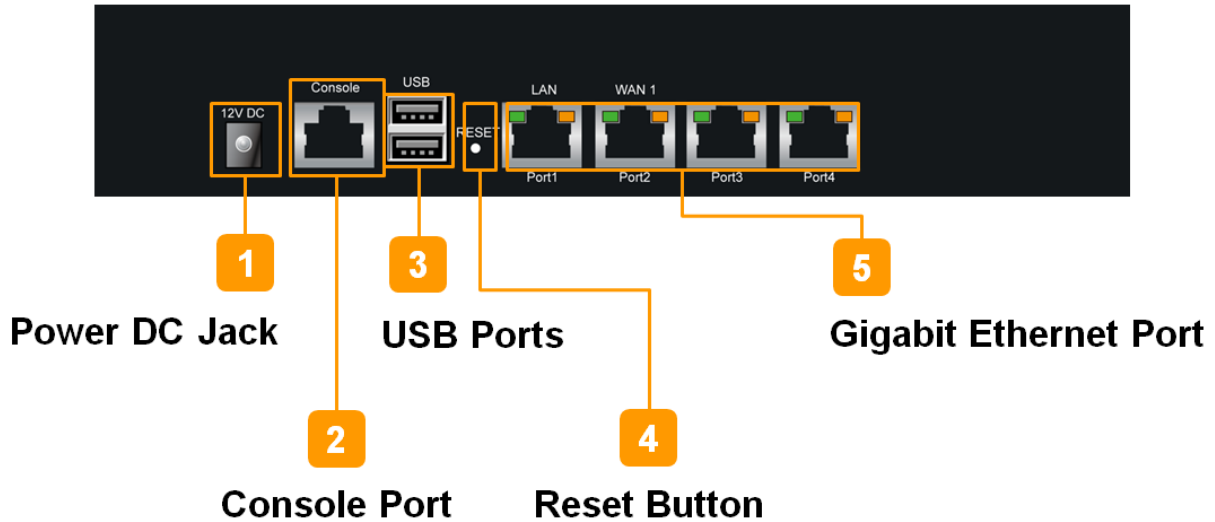 12V DC
Console
USB
RESET
LAN
WAN 1
Port1
Port2
Port3
Port4
1
Power DC Jack
2
Console Port
3
USB Ports
4
Reset Button
5
Gigabit Ethernet Port